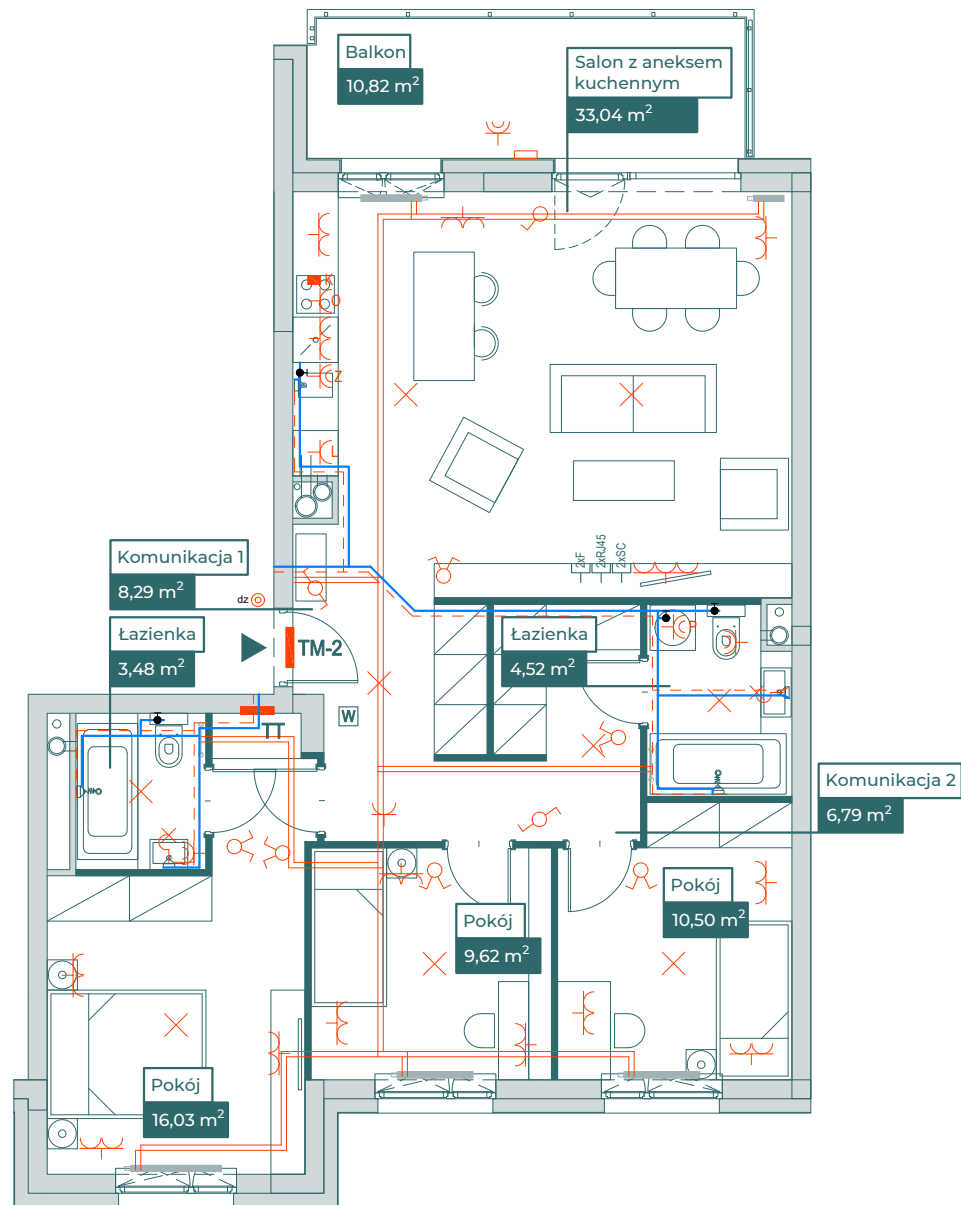 Balkon
10,82 m²
Salon z aneksem
kuchennym
33,04 m²
K
O
Z
L
2xF
2xRJ45
2xSC
Komunikacja 1
8,29 m²
dz
Łazienka
3,48 m²
TM-2
Łazienka
4,52 m²
W
TT
Komunikacja 2
6,79 m²
Pokój
10,50 m²
Pokój
9,62 m²
Pokój
16,03 m²